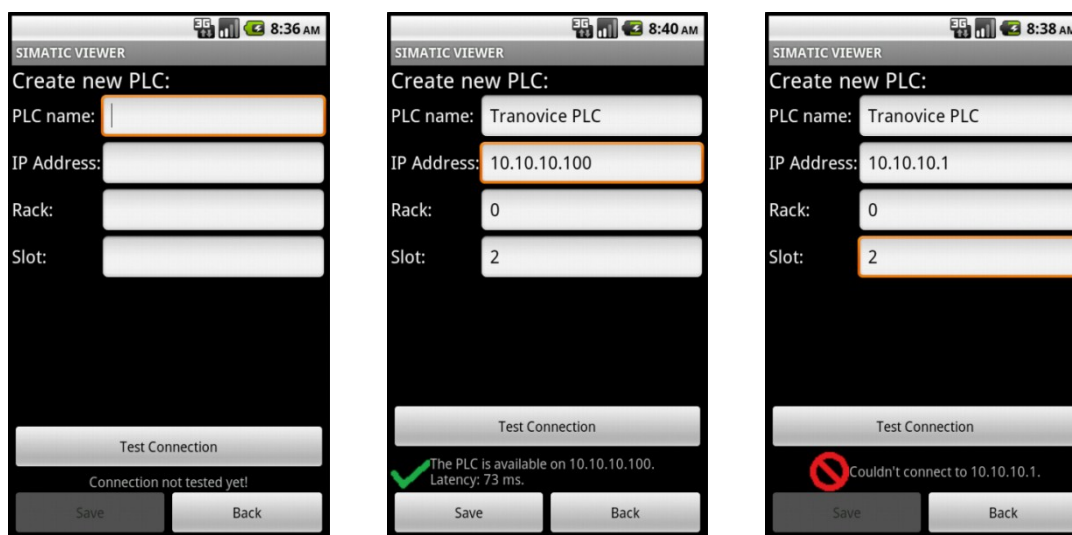 3G 8:36 AM
SIMATIC VIEWER
Create new PLC:
PLC name:
IP Address:
Rack:
Slot:
Test Connection
Connection not tested yet!
Save Back
3G 8:40 AM
SIMATIC VIEWER
Create new PLC:
PLC name: Tranovice PLC
IP Address: 10.10.10.100
Rack: 0
Slot: 2
Test Connection
The PLC is available on 10.10.10.100.
Latency: 73 ms.
Save Back
3G 8:38 AM
SIMATIC VIEWER
Create new PLC:
PLC name: Tranovice PLC
IP Address: 10.10.10.1
Rack: 0
Slot: 2
Test Connection
Couldn't connect to 10.10.10.1.
Save Back